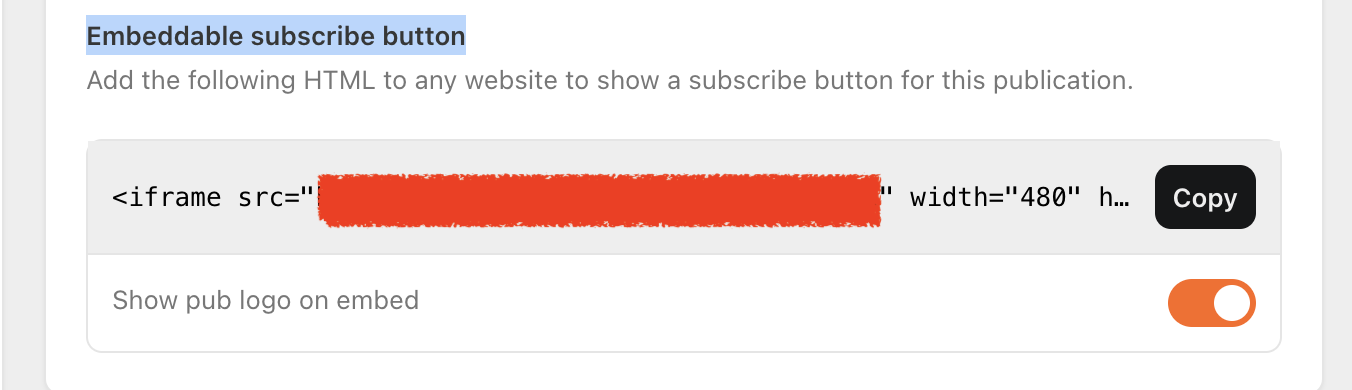 Embeddable subscribe button
Add the following HTML to any website to show a subscribe button for this publication.
<iframe src="" width="480" h…
Copy
Show pub logo on embed